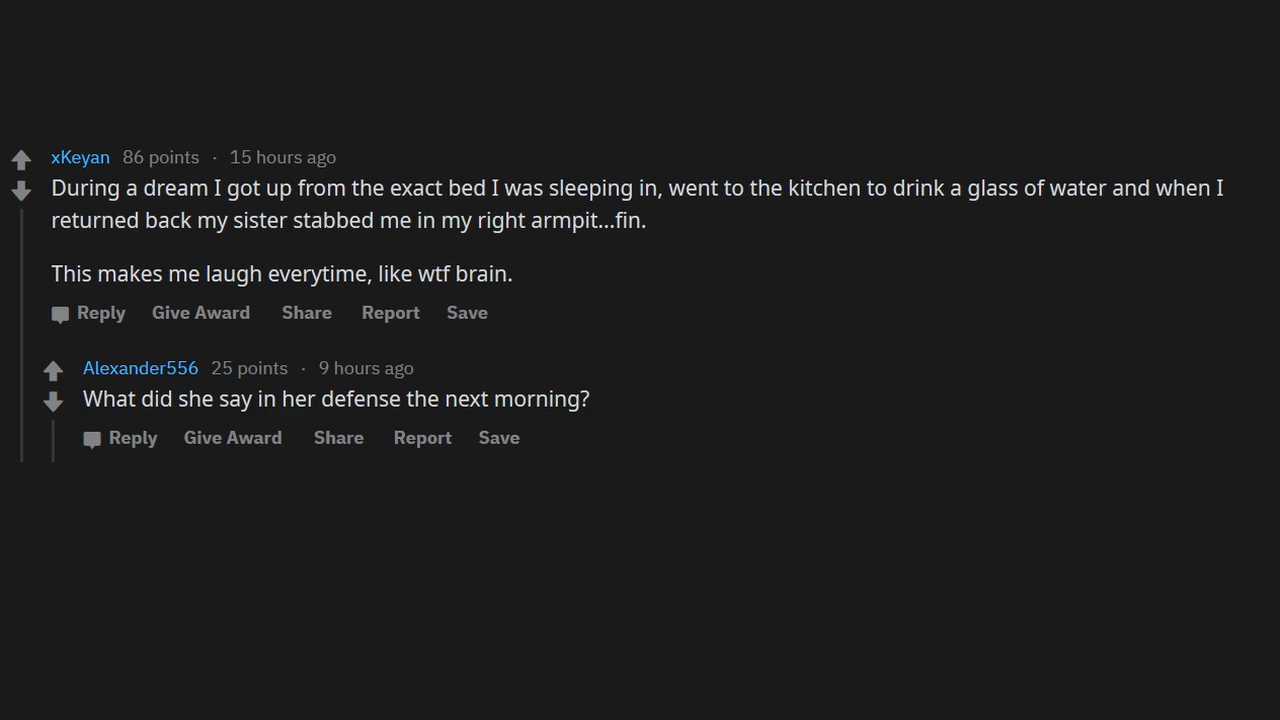 xKeyan 86 points · 15 hours ago
During a dream I got up from the exact bed I was sleeping in, went to the kitchen to drink a glass of water and when I
returned back my sister stabbed me in my right armpit...fin.
This makes me laugh everytime, like wtf brain.
Reply Give Award Share Report Save
Alexander556 25 points · 9 hours ago
What did she say in her defense the next morning?
Reply Give Award Share Report Save